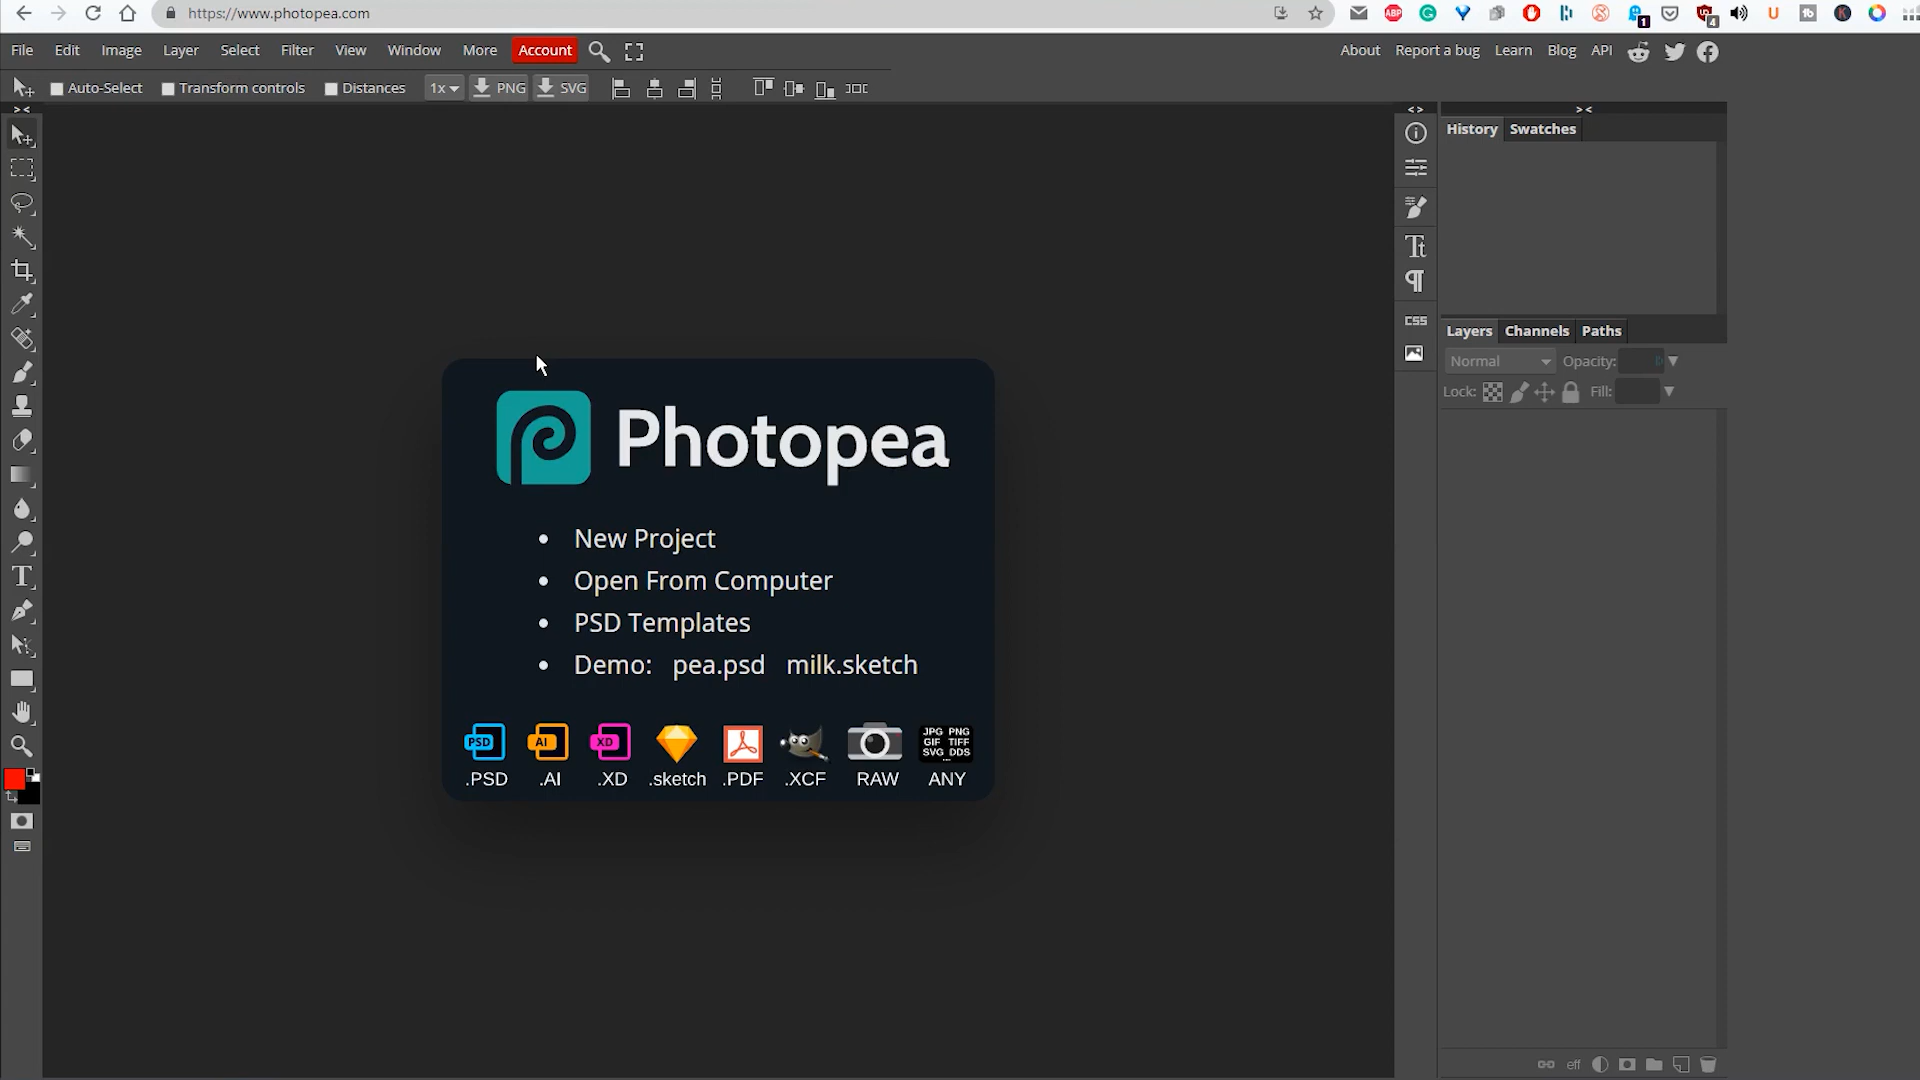 https://www.photopea.com
File Edit Image Layer Select Filter View Window More Account
About Report a bug Learn Blog API
Auto-Select Transform controls Distances 1x PNG SVG
> <
< >
> <
History Swatches
Layers Channels Paths
Normal Opacity:
Lock: Fill:
CSS
Photopea
• New Project
• Open From Computer
• PSD Templates
• Demo: pea.psd milk.sketch
PSD AI XD
JPG PNG
GIF TIFF
SVG DDS
.PSD .AI .XD .sketch .PDF .XCF RAW ANY
eff